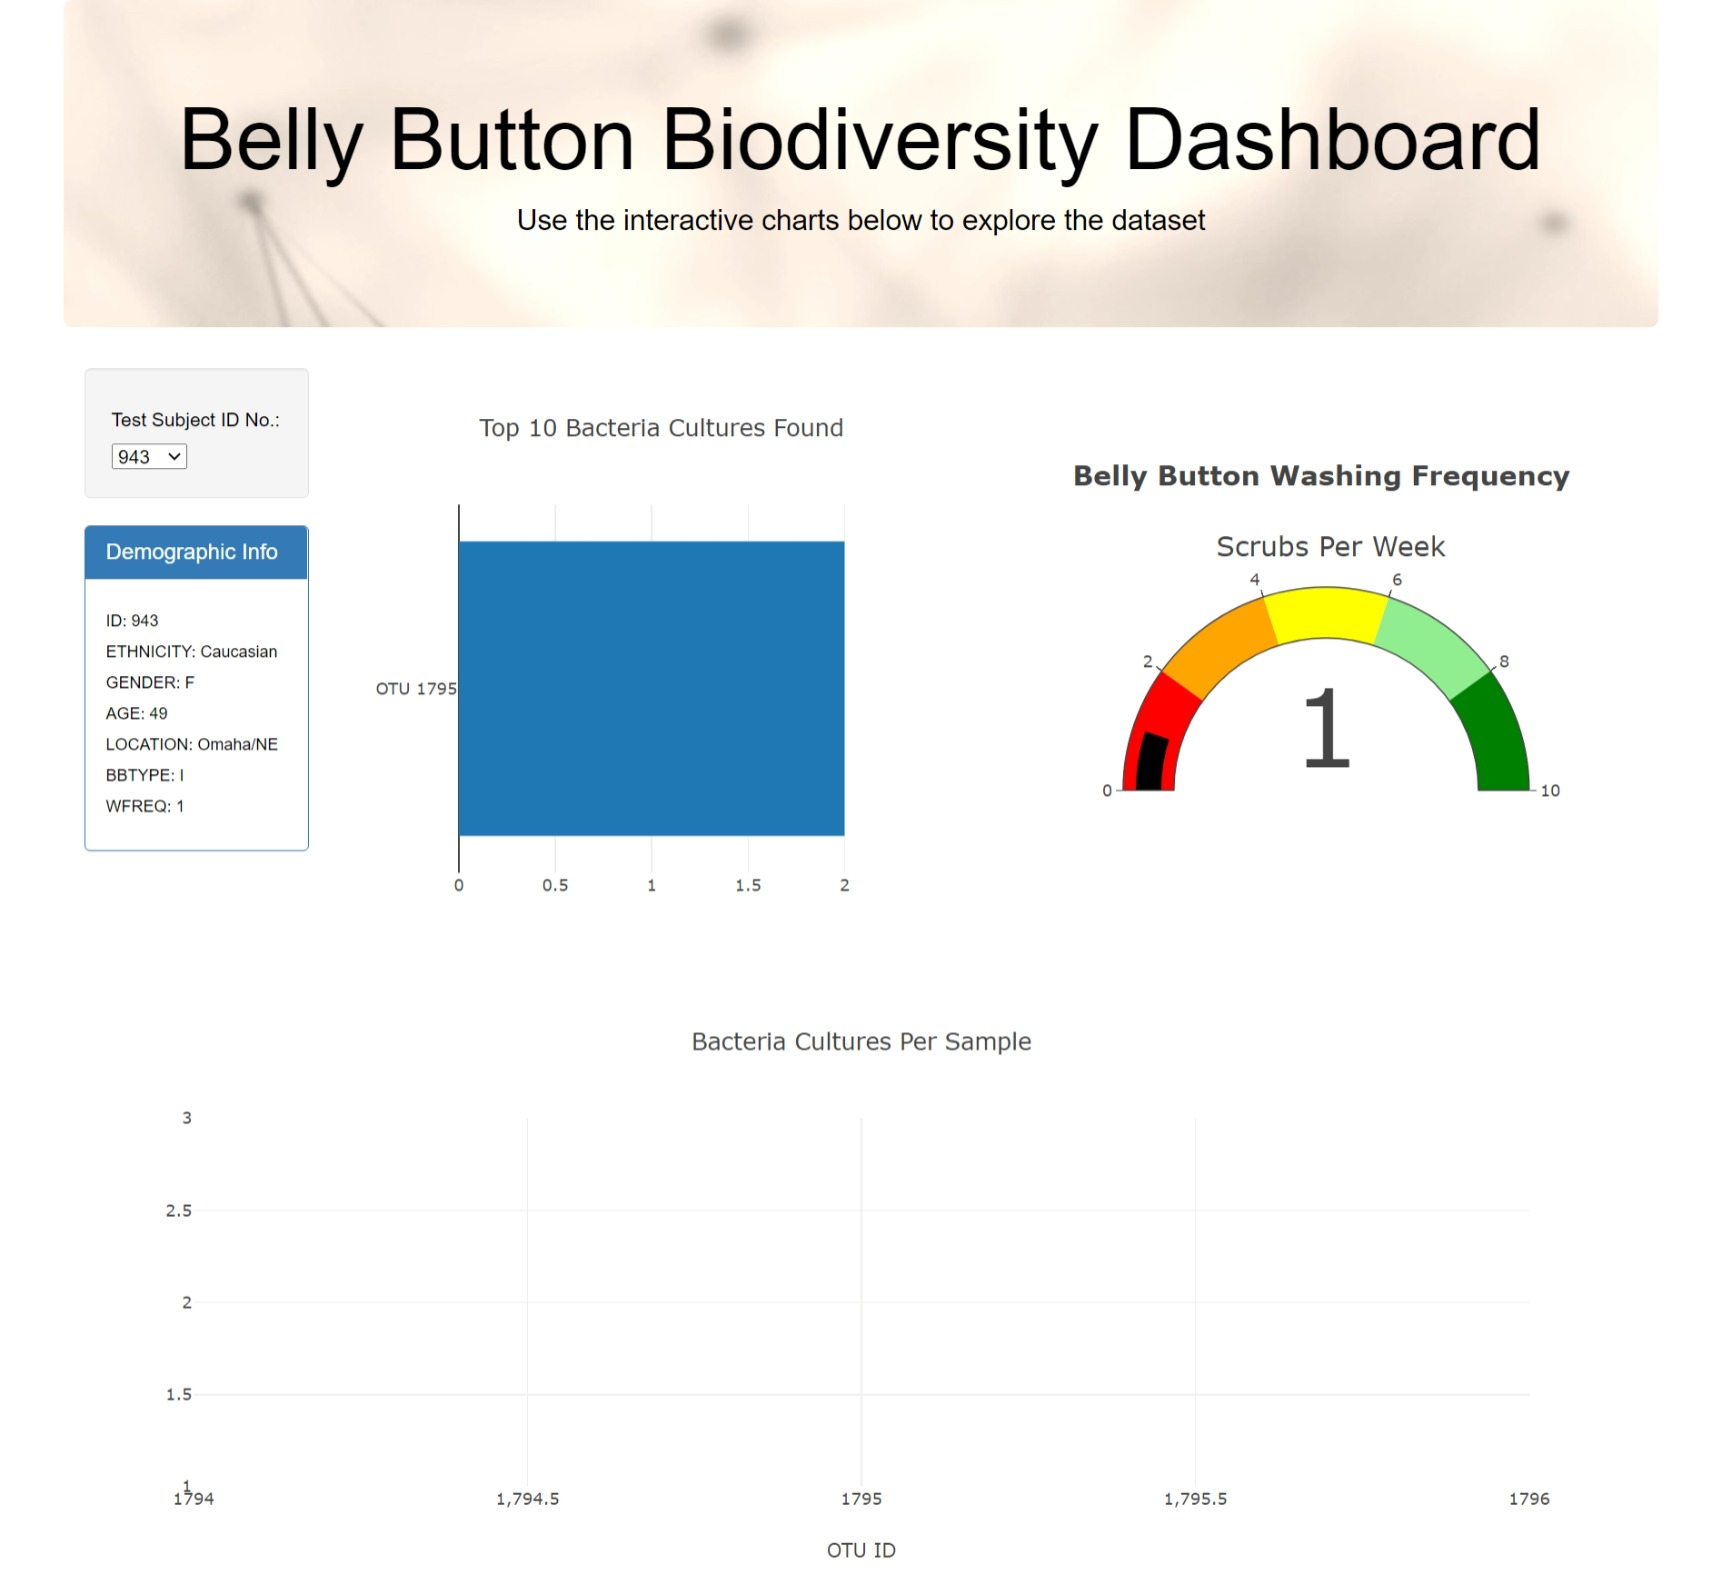 Belly Button Biodiversity Dashboard
Use the interactive charts below to explore the dataset
Test Subject ID No.:
943
Demographic Info
ID: 943
ETHNICITY: Caucasian
GENDER: F
AGE: 49
LOCATION: Omaha/NE
BBTYPE: I
WFREQ: 1
Top 10 Bacteria Cultures Found
OTU 1795
0 0.5 1 1.5 2
Belly Button Washing Frequency
Scrubs Per Week
4 6
2 8
1
0 10
Bacteria Cultures Per Sample
3
2.5
2
1.5
1
1794 1,794.5 1795 1,795.5 1796
OTU ID